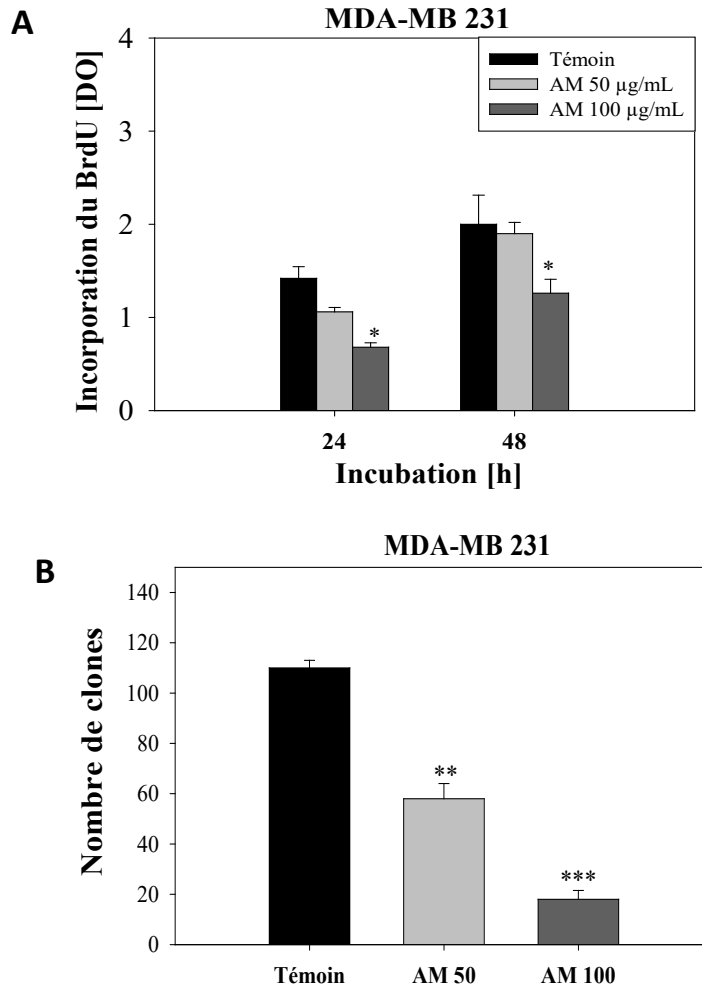 A
MDA-MB 231
Incorporation du BrdU [DO]
4
3
2
1
0
Témoin
AM 50 µg/mL
AM 100 µg/mL
*
*
24
48
Incubation [h]
B
MDA-MB 231
Nombre de clones
140
120
100
80
60
40
20
0
**
***
Témoin
AM 50
AM 100